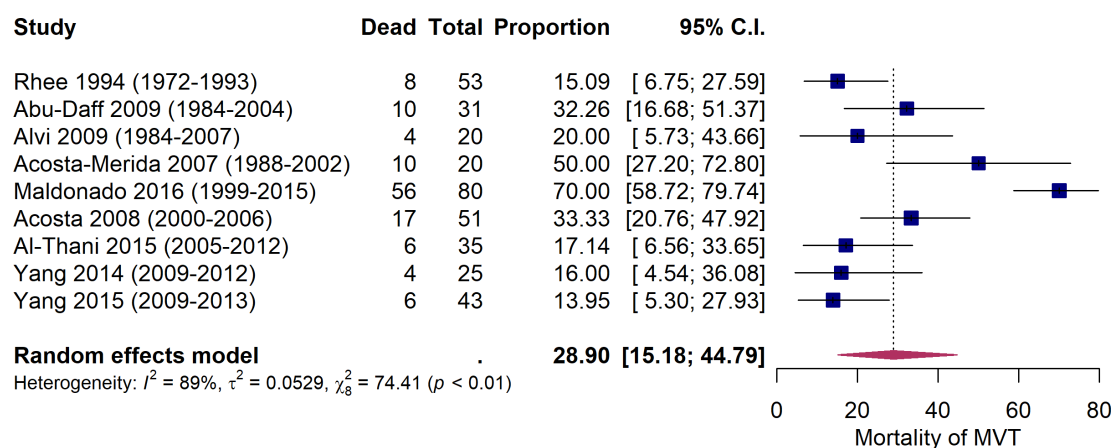 Study Dead Total Proportion 95% C.I.
Rhee 1994 (1972-1993) 8 53 15.09 [ 6.75; 27.59]
Abu-Daff 2009 (1984-2004) 10 31 32.26 [16.68; 51.37]
Alvi 2009 (1984-2007) 4 20 20.00 [ 5.73; 43.66]
Acosta-Merida 2007 (1988-2002) 10 20 50.00 [27.20; 72.80]
Maldonado 2016 (1999-2015) 56 80 70.00 [58.72; 79.74]
Acosta 2008 (2000-2006) 17 51 33.33 [20.76; 47.92]
Al-Thani 2015 (2005-2012) 6 35 17.14 [ 6.56; 33.65]
Yang 2014 (2009-2012) 4 25 16.00 [ 4.54; 36.08]
Yang 2015 (2009-2013) 6 43 13.95 [ 5.30; 27.93]
Random effects model . 28.90 [15.18; 44.79]
Heterogeneity: I² = 89%, τ² = 0.0529, χ²₈ = 74.41 (p < 0.01)
0 20 40 60 80
Mortality of MVT